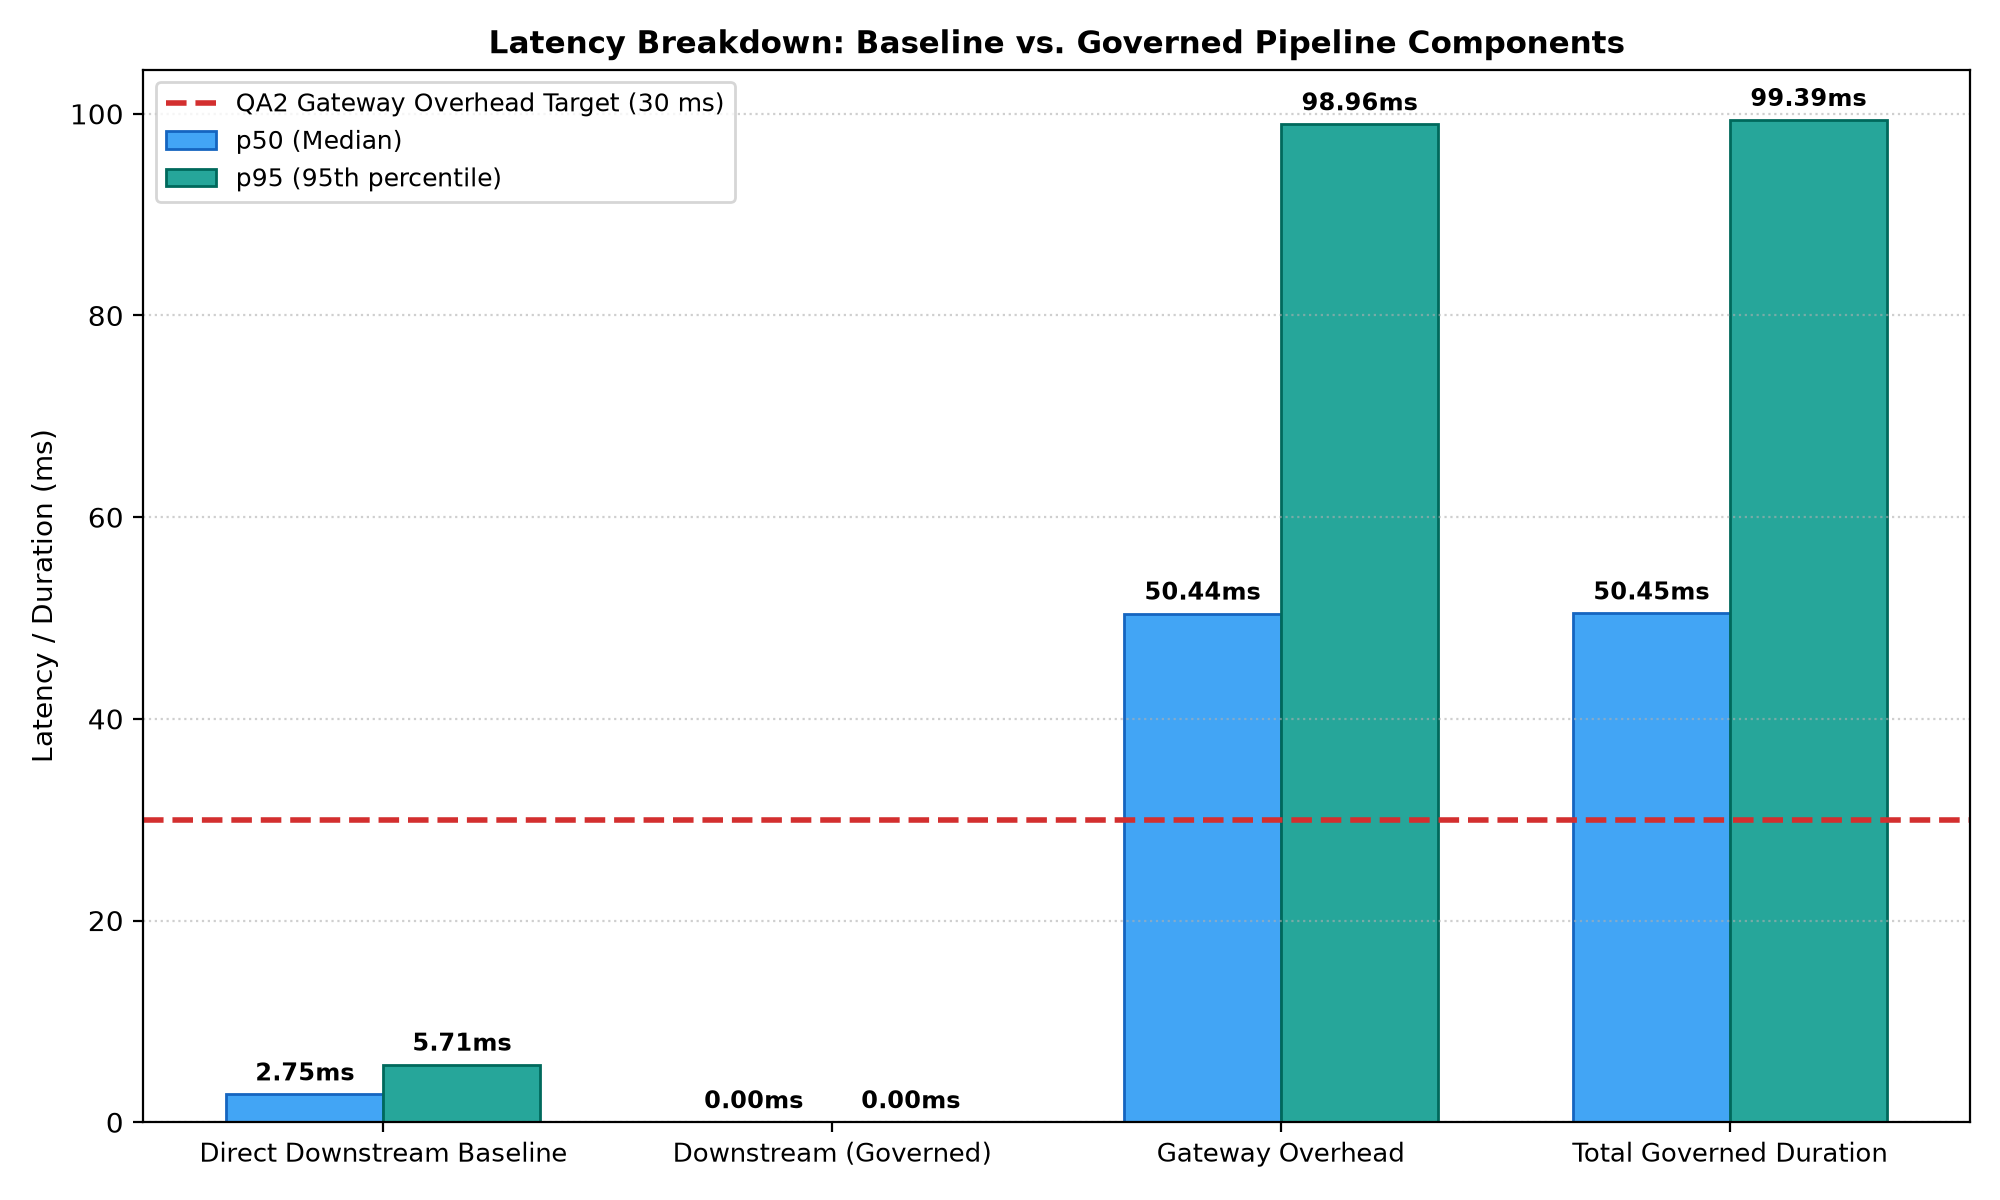 Latency Breakdown: Baseline vs. Governed Pipeline Components
QA2 Gateway Overhead Target (30 ms)
p50 (Median)
p95 (95th percentile)
Latency / Duration (ms)
100
80
60
40
20
0
2.75ms
5.71ms
0.00ms
0.00ms
50.44ms
98.96ms
50.45ms
99.39ms
Direct Downstream Baseline
Downstream (Governed)
Gateway Overhead
Total Governed Duration